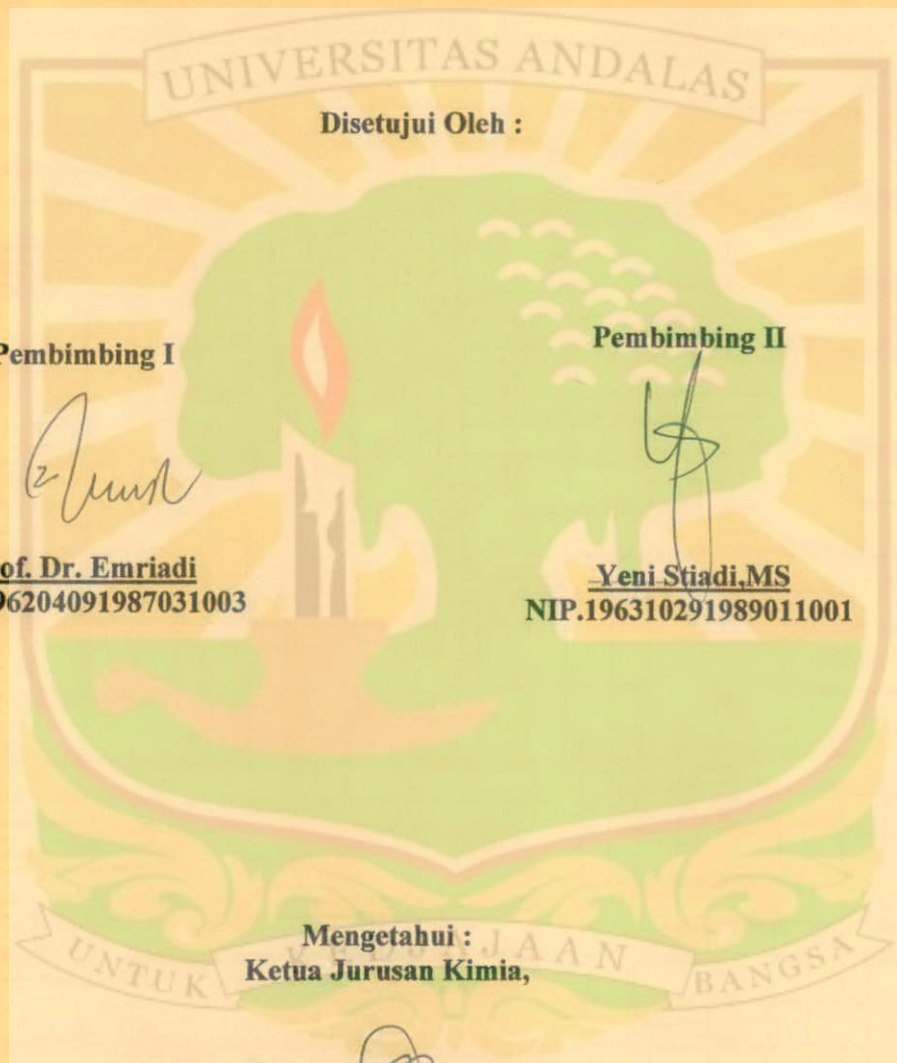 UNIVERSITAS ANDALAS
Disetujui Oleh :
Pembimbing I
Pembimbing II
of. Dr. Emriadi
96204091987031003
Yeni Stiadi,MS
NIP.196310291989011001
Mengetahui :
Ketua Jurusan Kimia,
UNTUK KEDJAJAAN BANGSA